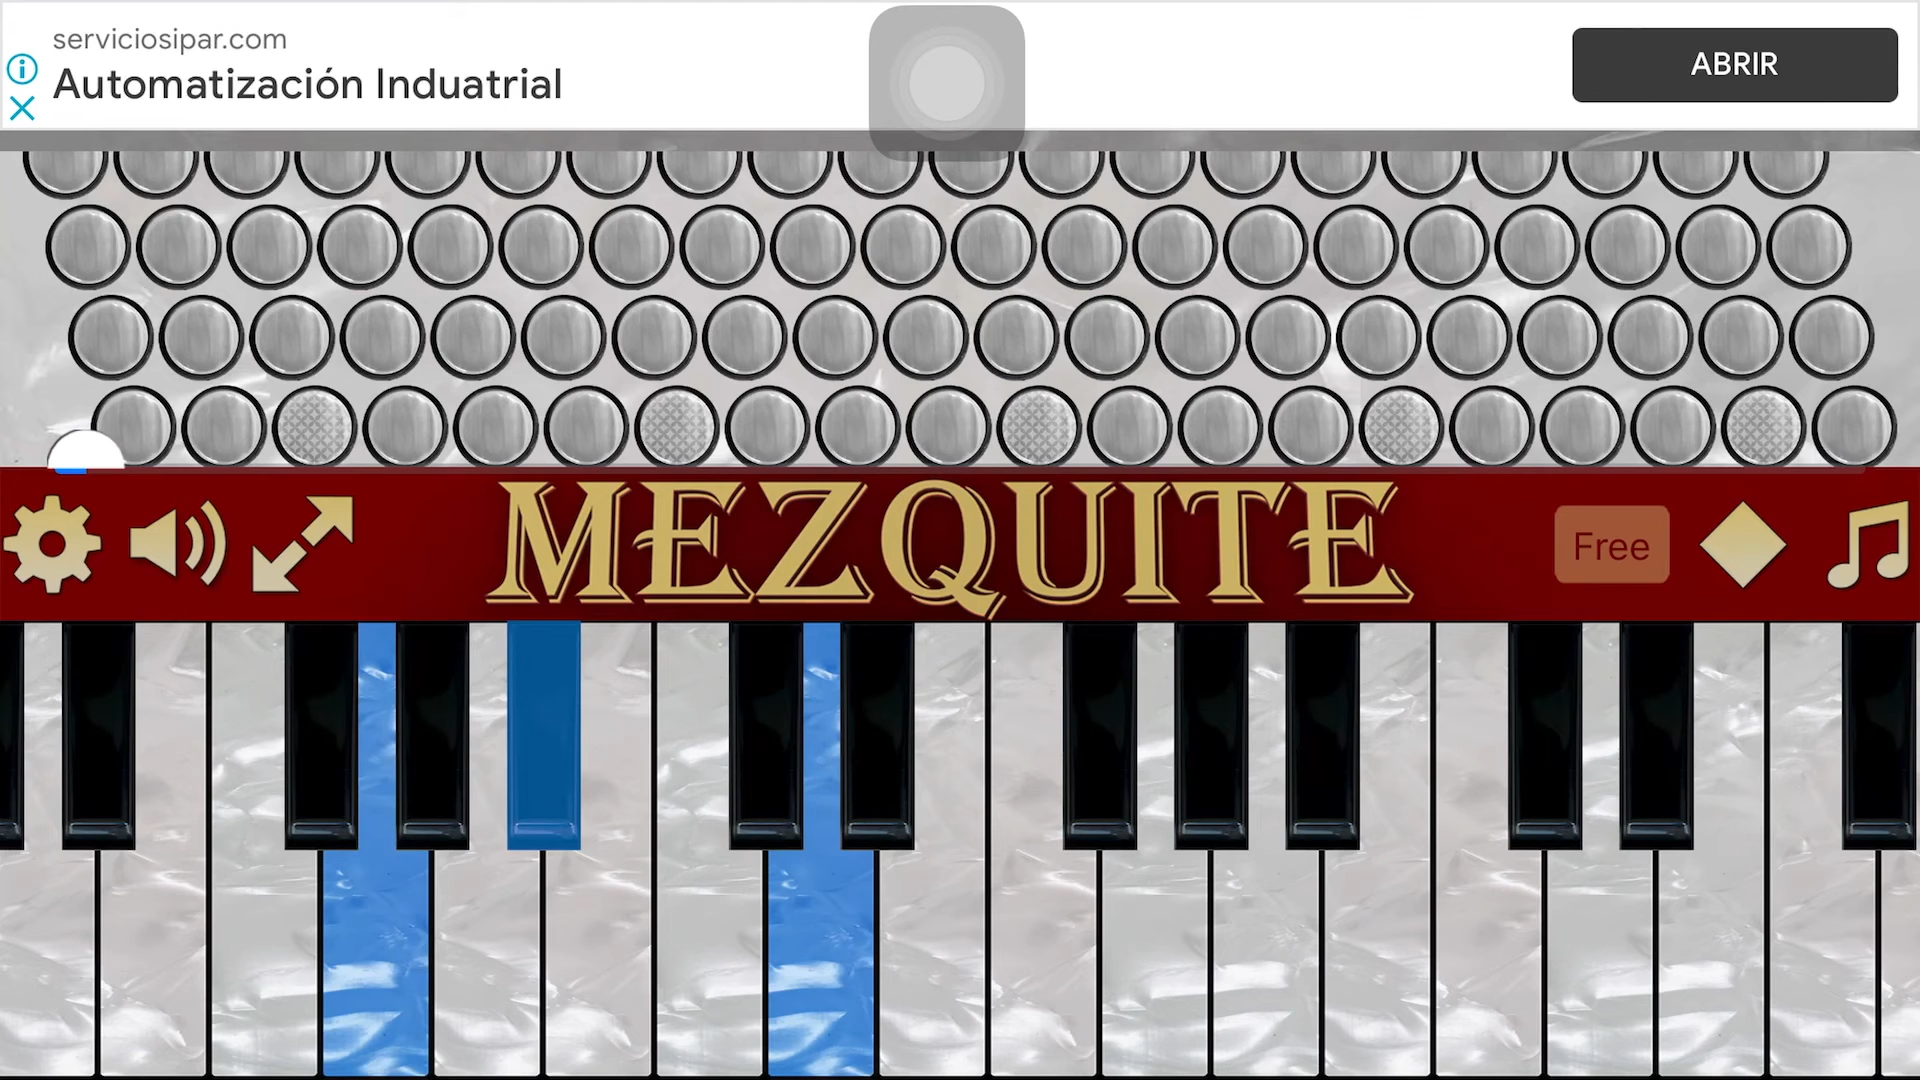 serviciosipar.com
Automatización Induatrial
ABRIR
MEZQUITE
Free